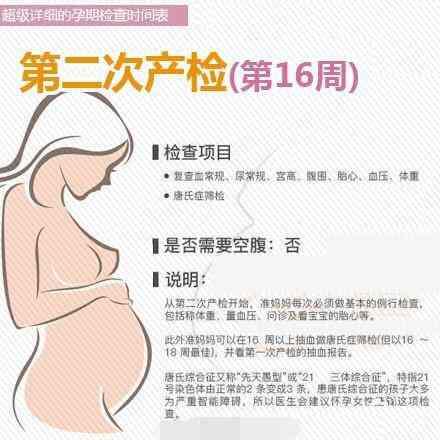 超级详细的孕期检查时间表
第二次产检(第16周)
检查项目
复查血常规、尿常规、宫高、腹围、胎心、血压、体重
唐氏症筛检
是否需要空腹：否
说明：
从第二次产检开始，准妈妈每次必须做基本的例行检查，
包括称体重、量血压、问诊及看宝宝的胎心等。
此外准妈妈可以在16 周以上抽血做唐氏症筛检(但以16 ～
18 周最佳)，并看第一次产检的抽血报告。
唐氏综合症又称“先天愚型”或“21 三体综合症”，特指21
号染色体由正常的2 条变成3 条，患唐氏综合征的孩子大多
为严重智能障碍，所以医生会建议怀孕女性做这项检
查。